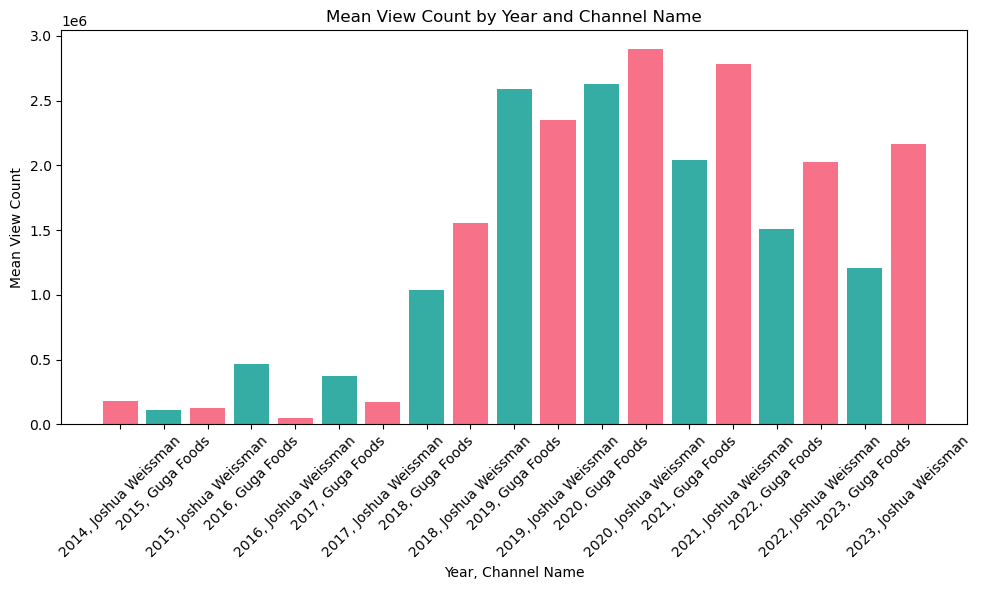 Mean View Count by Year and Channel Name
1e6
3.0
2.5
2.0
1.5
1.0
0.5
0.0
Mean View Count
2014, Joshua Weissman
2015, Guga Foods
2015, Joshua Weissman
2016, Guga Foods
2016, Joshua Weissman
2017, Guga Foods
2017, Joshua Weissman
2018, Guga Foods
2018, Joshua Weissman
2019, Guga Foods
2019, Joshua Weissman
2020, Guga Foods
2020, Joshua Weissman
2021, Guga Foods
2021, Joshua Weissman
2022, Guga Foods
2022, Joshua Weissman
2023, Guga Foods
2023, Joshua Weissman
Year, Channel Name